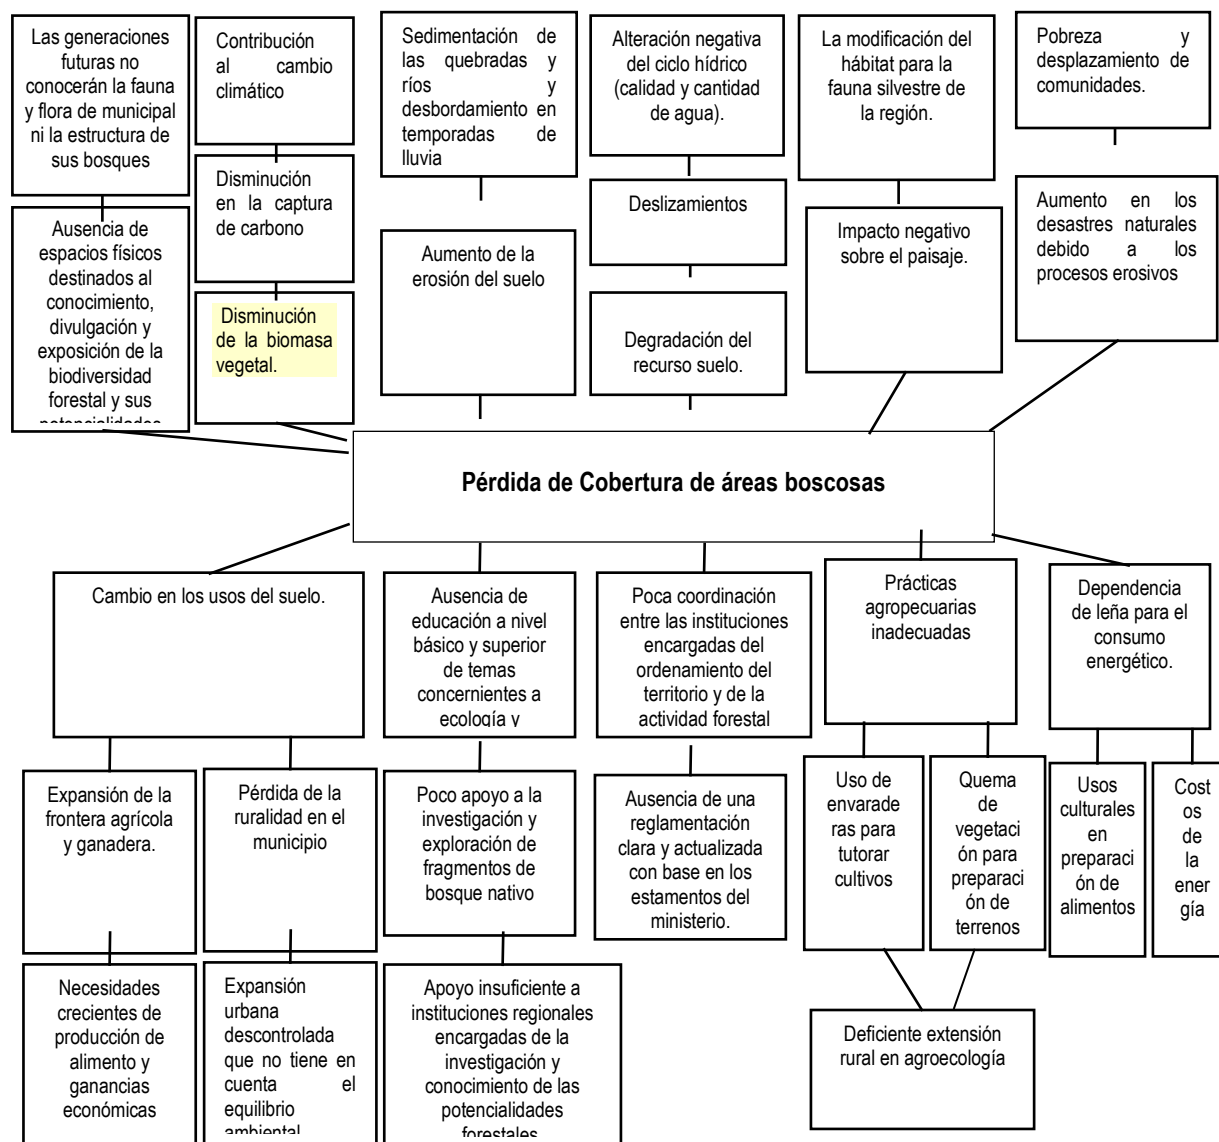 Las generaciones
futuras no
conocerán la fauna
y flora de municipal
ni la estructura de
sus bosques
Contribución
al cambio
climático
Sedimentación de
las quebradas y
ríos y
desbordamiento en
temporadas de
lluvia
Alteración negativa
del ciclo hídrico
(calidad y cantidad
de agua).
La modificación del
hábitat para la
fauna silvestre de
la región.
Pobreza y
desplazamiento de
comunidades.
Ausencia de
espacios físicos
destinados al
conocimiento,
divulgación y
exposición de la
biodiversidad
forestal y sus
potencialidades
Disminución
en la captura
de carbono
Disminución
de la biomasa
vegetal.
Aumento de la
erosión del suelo
Deslizamientos
Degradación del
recurso suelo.
Impacto negativo
sobre el paisaje.
Aumento en los
desastres naturales
debido a los
procesos erosivos
Pérdida de Cobertura de áreas boscosas
Cambio en los usos del suelo.
Ausencia de
educación a nivel
básico y superior
de temas
concernientes a
ecología y
Poca coordinación
entre las instituciones
encargadas del
ordenamiento del
territorio y de la
actividad forestal
Prácticas
agropecuarias
inadecuadas
Dependencia
de leña para el
consumo
energético.
Expansión de la
frontera agrícola
y ganadera.
Pérdida de la
ruralidad en el
municipio
Poco apoyo a la
investigación y
exploración de
fragmentos de
bosque nativo
Ausencia de una
reglamentación
clara y actualizada
con base en los
estamentos del
ministerio.
Uso de
envarade
ras para
tutorar
cultivos
Quema
de
vegetaci
ón para
preparaci
ón de
terrenos
Usos
culturales
en
preparaci
ón de
alimentos
Cost
os
de
la
ener
gía
Necesidades
crecientes de
producción de
alimento y
ganancias
económicas
Expansión
urbana
descontrolada
que no tiene en
cuenta el
equilibrio
ambiental
Apoyo insuficiente a
instituciones regionales
encargadas de la
investigación y
conocimiento de las
potencialidades
forestales
Deficiente extensión
rural en agroecología